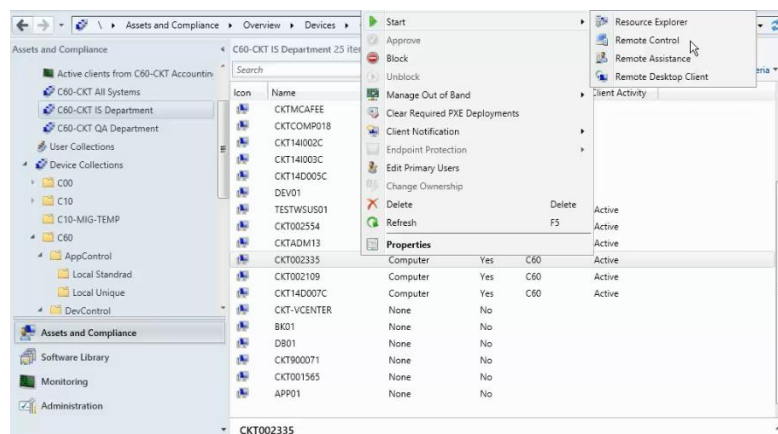 \ ▸ Assets and Compliance ▸ Overview ▸ Devices ▸
Assets and Compliance
Active clients from C60-CKT Accountin
C60-CKT All Systems
C60-CKT IS Department
C60-CKT QA Department
User Collections
Device Collections
C00
C10
C10-MIG-TEMP
C60
AppControl
Local Standrad
Local Unique
DevControl
Assets and Compliance
Software Library
Monitoring
Administration
C60-CKT IS Department 25 iter
Search
eria
Icon Name Client Activity
CKTMCAFEE
CKTCOMP018
CKT14I002C
CKT14I003C
CKT14D005C
DEV01
TESTWSUS01 Active
CKT002554 Active
CKTADM13 Active
CKT002335 Computer Yes C60 Active
CKT002109 Computer Yes C60 Active
CKT14D007C Computer Yes C60 Active
CKT-VCENTER None No
BK01 None No
DB01 None No
CKT900071 None No
CKT001565 None No
APP01 None No
CKT002335
Start
Approve
Block
Unblock
Manage Out of Band
Clear Required PXE Deployments
Client Notification
Endpoint Protection
Edit Primary Users
Change Ownership
Delete Delete
Refresh F5
Properties
Resource Explorer
Remote Control
Remote Assistance
Remote Desktop Client